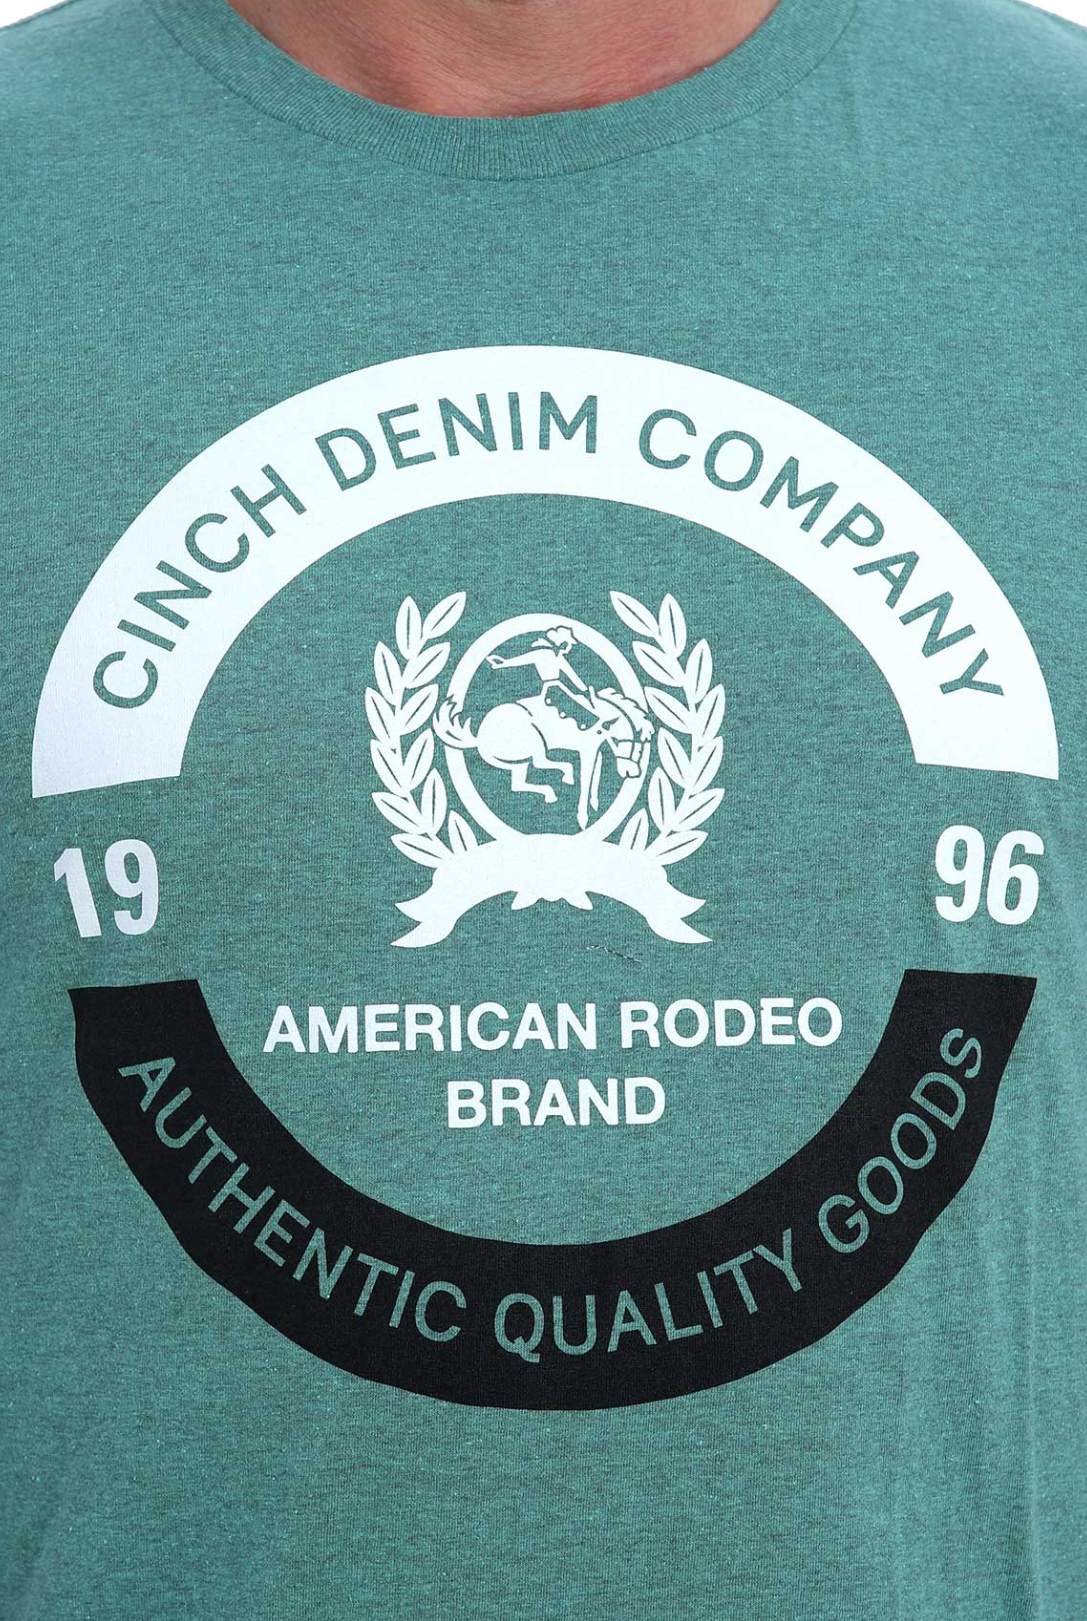 CINCH DENIM COMPANY
19 96
AMERICAN RODEO
BRAND
AUTHENTIC QUALITY GOODS